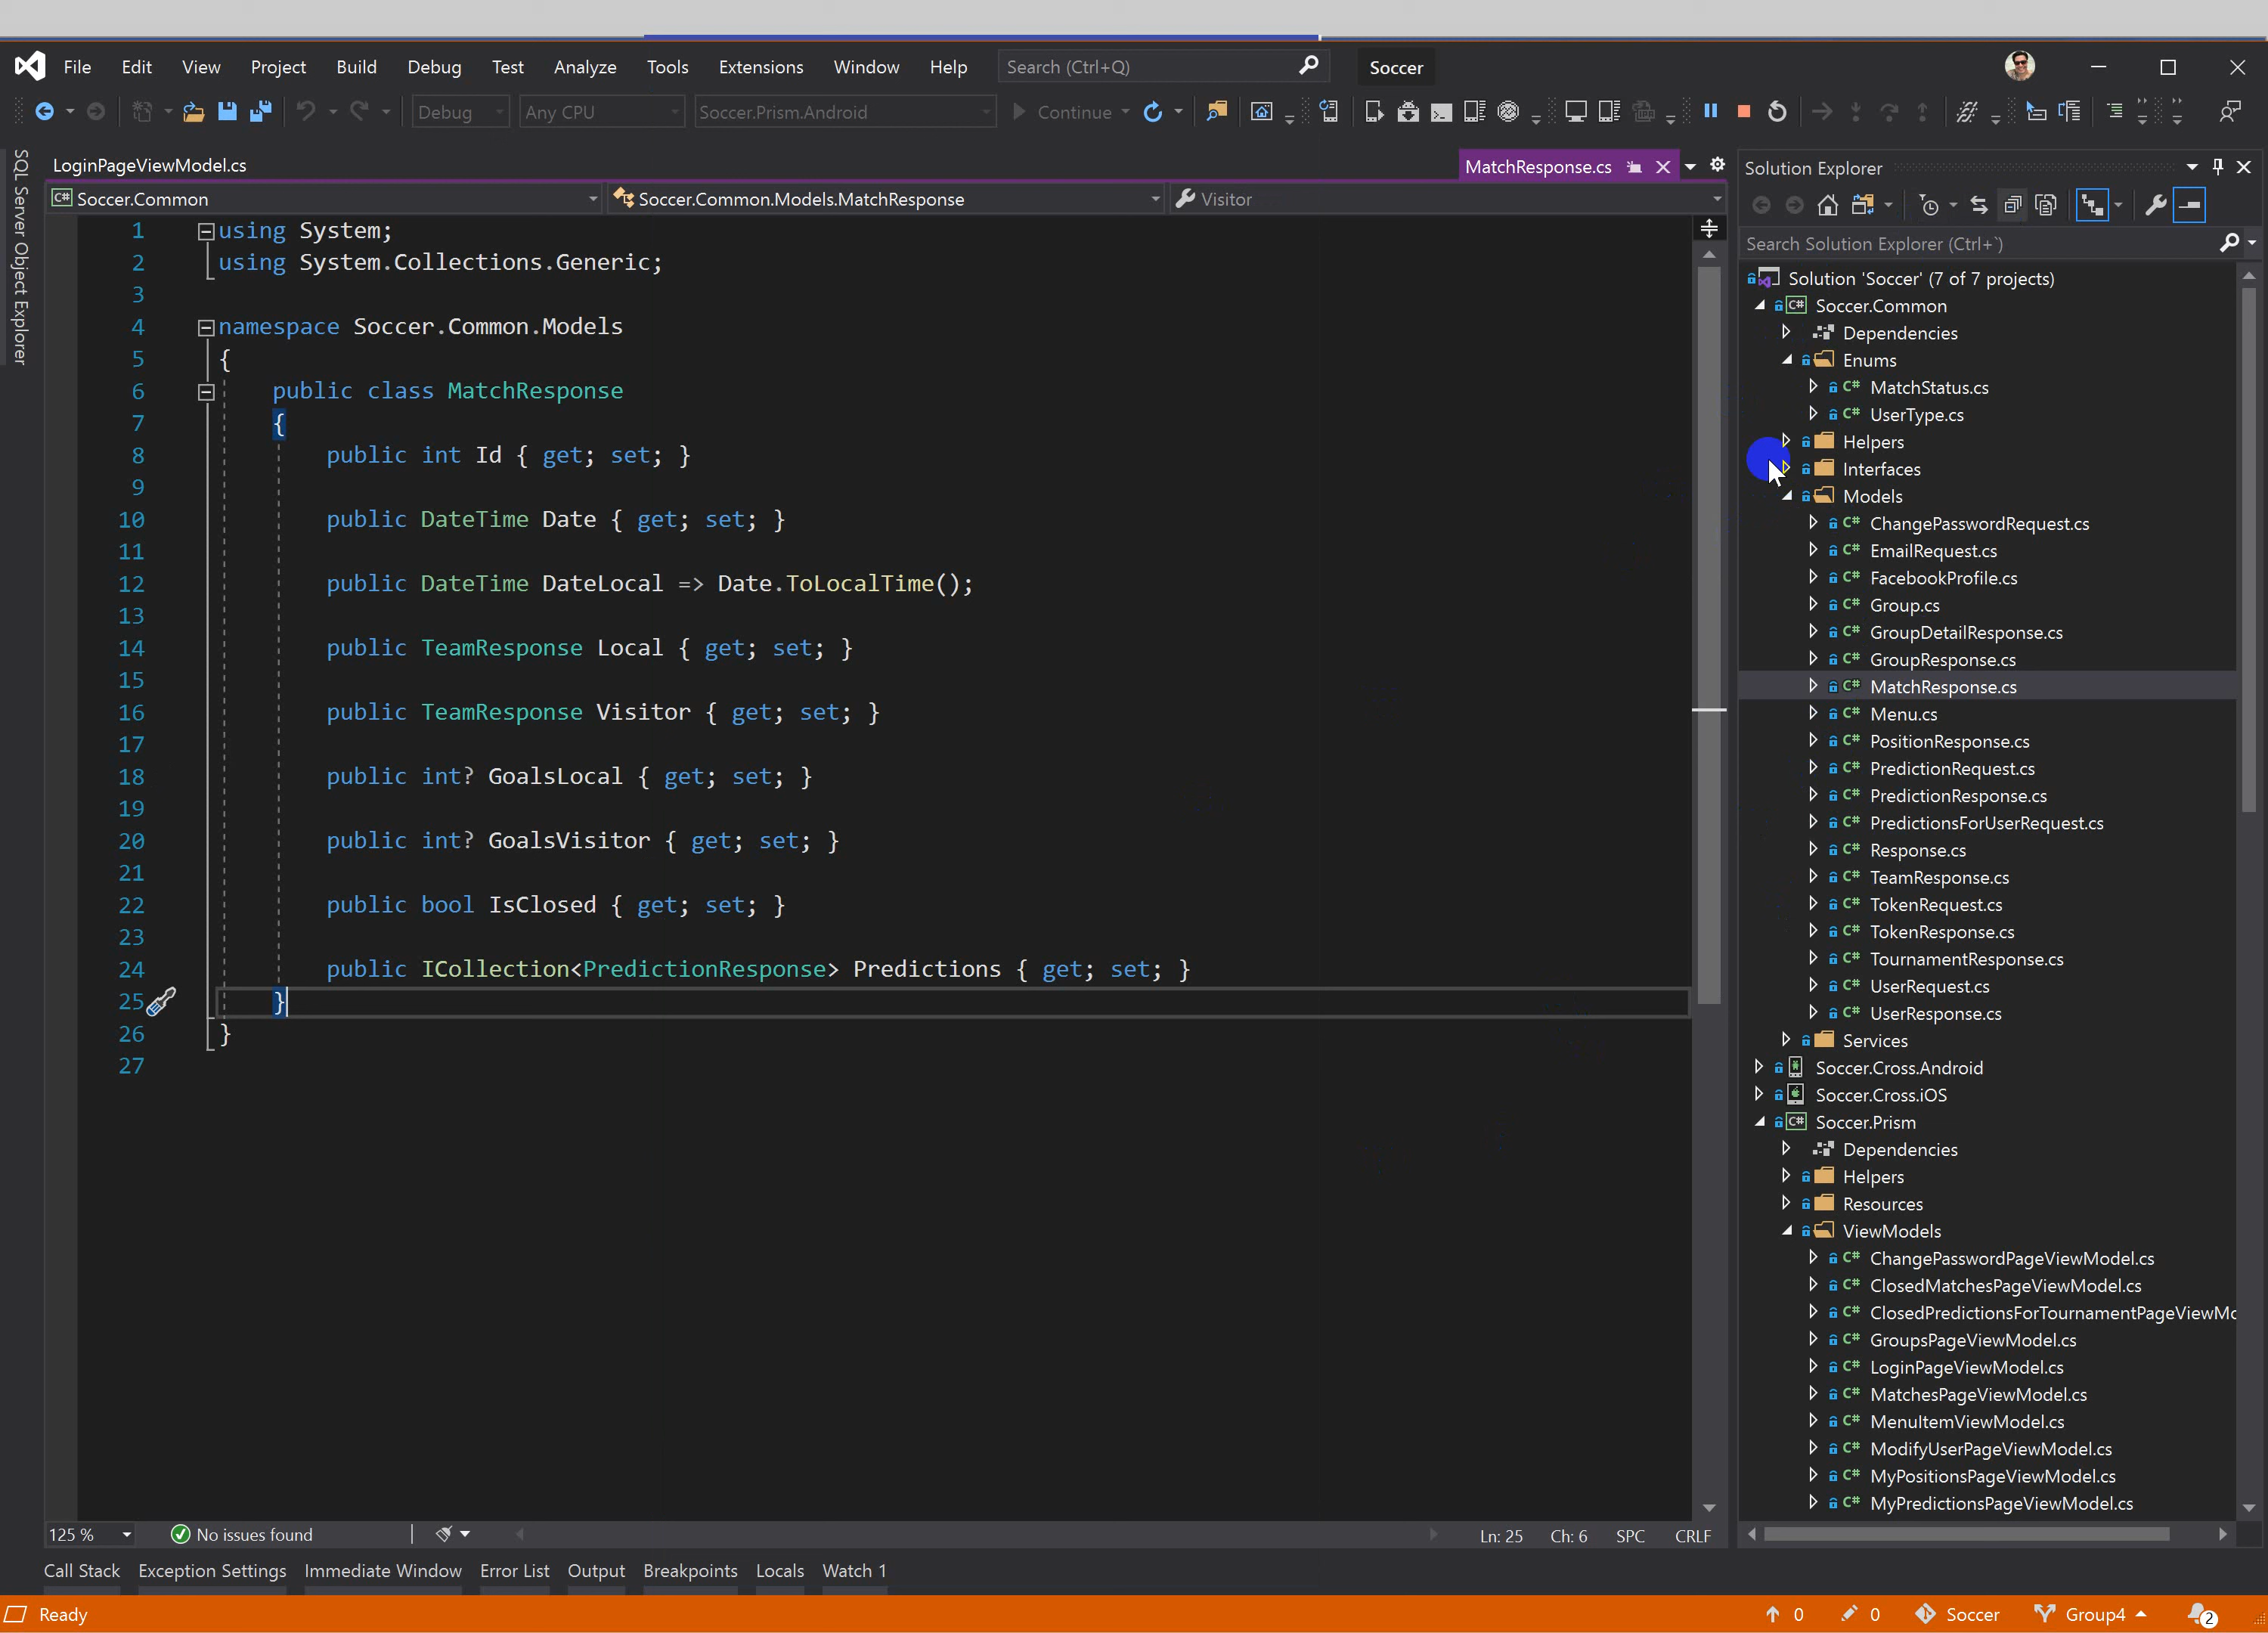 File Edit View Project Build Debug Test Analyze Tools Extensions Window Help Search (Ctrl+Q) Soccer
Debug Any CPU Soccer.Prism.Android Continue
SQL Server Object Explorer
LoginPageViewModel.cs MatchResponse.cs
Soccer.Common Soccer.Common.Models.MatchResponse Visitor
1 using System;
2 using System.Collections.Generic;
3
4 namespace Soccer.Common.Models
5 {
6 public class MatchResponse
7 {
8 public int Id { get; set; }
9
10 public DateTime Date { get; set; }
11
12 public DateTime DateLocal => Date.ToLocalTime();
13
14 public TeamResponse Local { get; set; }
15
16 public TeamResponse Visitor { get; set; }
17
18 public int? GoalsLocal { get; set; }
19
20 public int? GoalsVisitor { get; set; }
21
22 public bool IsClosed { get; set; }
23
24 public ICollection<PredictionResponse> Predictions { get; set; }
25 }
26 }
27
125 % No issues found Ln: 25 Ch: 6 SPC CRLF
Solution Explorer
Search Solution Explorer (Ctrl+`)
Solution 'Soccer' (7 of 7 projects)
C# Soccer.Common
Dependencies
Enums
C# MatchStatus.cs
C# UserType.cs
Helpers
Interfaces
Models
C# ChangePasswordRequest.cs
C# EmailRequest.cs
C# FacebookProfile.cs
C# Group.cs
C# GroupDetailResponse.cs
C# GroupResponse.cs
C# MatchResponse.cs
C# Menu.cs
C# PositionResponse.cs
C# PredictionRequest.cs
C# PredictionResponse.cs
C# PredictionsForUserRequest.cs
C# Response.cs
C# TeamResponse.cs
C# TokenRequest.cs
C# TokenResponse.cs
C# TournamentResponse.cs
C# UserRequest.cs
C# UserResponse.cs
Services
Soccer.Cross.Android
Soccer.Cross.iOS
C# Soccer.Prism
Dependencies
Helpers
Resources
ViewModels
C# ChangePasswordPageViewModel.cs
C# ClosedMatchesPageViewModel.cs
C# ClosedPredictionsForTournamentPageViewMc
C# GroupsPageViewModel.cs
C# LoginPageViewModel.cs
C# MatchesPageViewModel.cs
C# MenuItemViewModel.cs
C# ModifyUserPageViewModel.cs
C# MyPositionsPageViewModel.cs
C# MyPredictionsPageViewModel.cs
Call Stack Exception Settings Immediate Window Error List Output Breakpoints Locals Watch 1
Ready 0 0 Soccer Group4 2